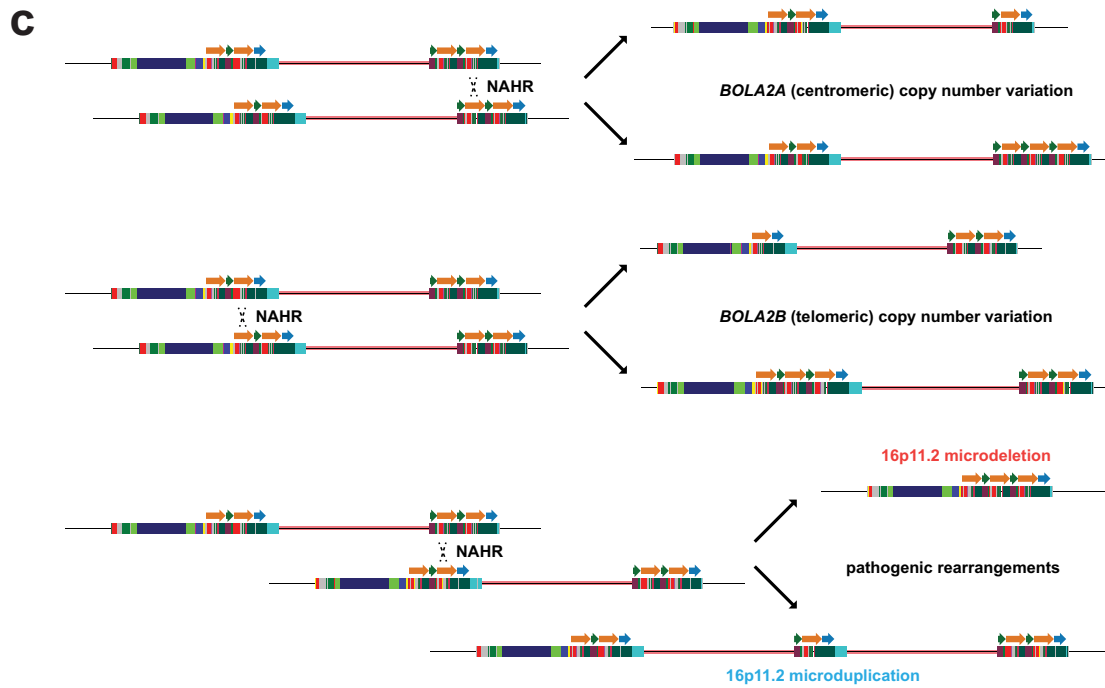 C
NAHR
BOLA2A (centromeric) copy number variation
NAHR
BOLA2B (telomeric) copy number variation
16p11.2 microdeletion
NAHR
pathogenic rearrangements
16p11.2 microduplication